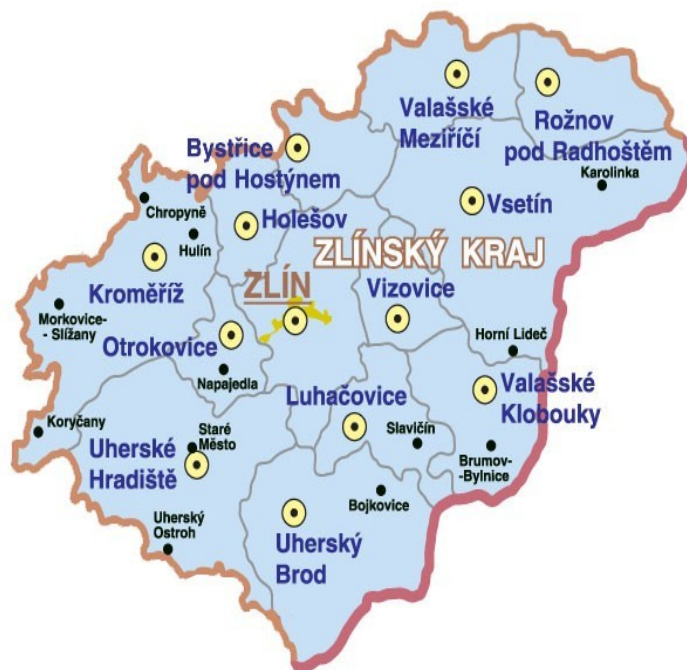 Valašské
Meziříčí
Rožnov
pod Radhoštěm
Karolinka
Bystřice
pod Hostýnem
Chropyně
Holešov
Vsetín
Hulín
ZLÍNSKÝ KRAJ
Kroměříž
ZLÍN
Vizovice
Morkovice-
-Slížany
Otrokovice
Horní Lideč
Napajedla
Luhačovice
Valašské
Klobouky
Koryčany
Staré
Město
Slavičín
Uherské
Hradiště
Brumov-
-Bylnice
Bojkovice
Uherský
Ostroh
Uherský
Brod